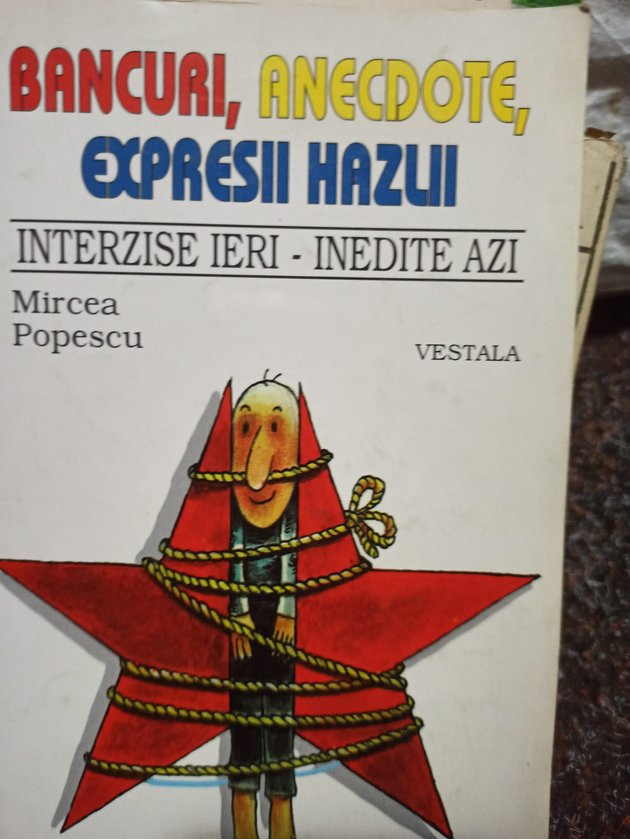 BANCURI, ANECDOTE,
EXPRESII HAZLII
INTERZISE IERI - INEDITE AZI
Mircea
Popescu
VESTALA